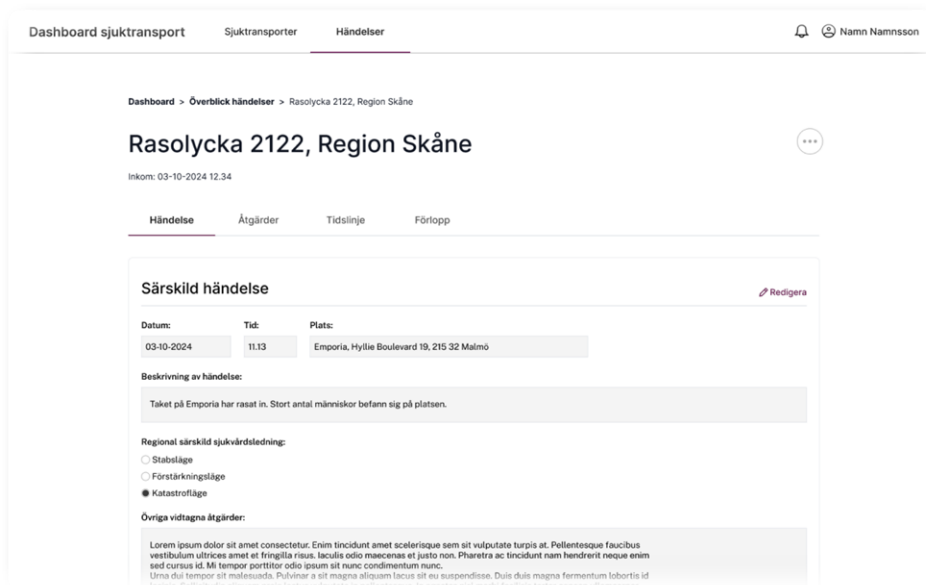 Dashboard sjuktransport Sjuktransporter Händelser Namn Namnsson
Dashboard > Överblick händelser > Rasolycka 2122, Region Skåne
Rasolycka 2122, Region Skåne
Inkom: 03-10-2024 12.34
Händelse Åtgärder Tidslinje Förlopp
Särskild händelse Redigera
Datum: Tid: Plats:
03-10-2024 11.13 Emporia, Hyllie Boulevard 19, 215 32 Malmö
Beskrivning av händelse:
Taket på Emporia har rasat in. Stort antal människor befann sig på platsen.
Regional särskild sjukvårdsledning:
Stabsläge
Förstärkningsläge
Katastrofläge
Övriga vidtagna åtgärder:
Lorem ipsum dolor sit amet consectetur. Enim tincidunt amet scelerisque sem sit vulputate turpis at. Pellentesque faucibus
vestibulum ultrices amet et fringilla risus. Iaculis odio maecenas et justo non. Pharetra ac tincidunt nam hendrerit neque enim
sed cursus id. Mi tempor porttitor odio ipsum sit nunc condimentum nunc.
Urna dui tempor sit malesuada. Pulvinar a sit magna aliquam lacus sit eu suspendisse. Duis duis magna fermentum lobortis id